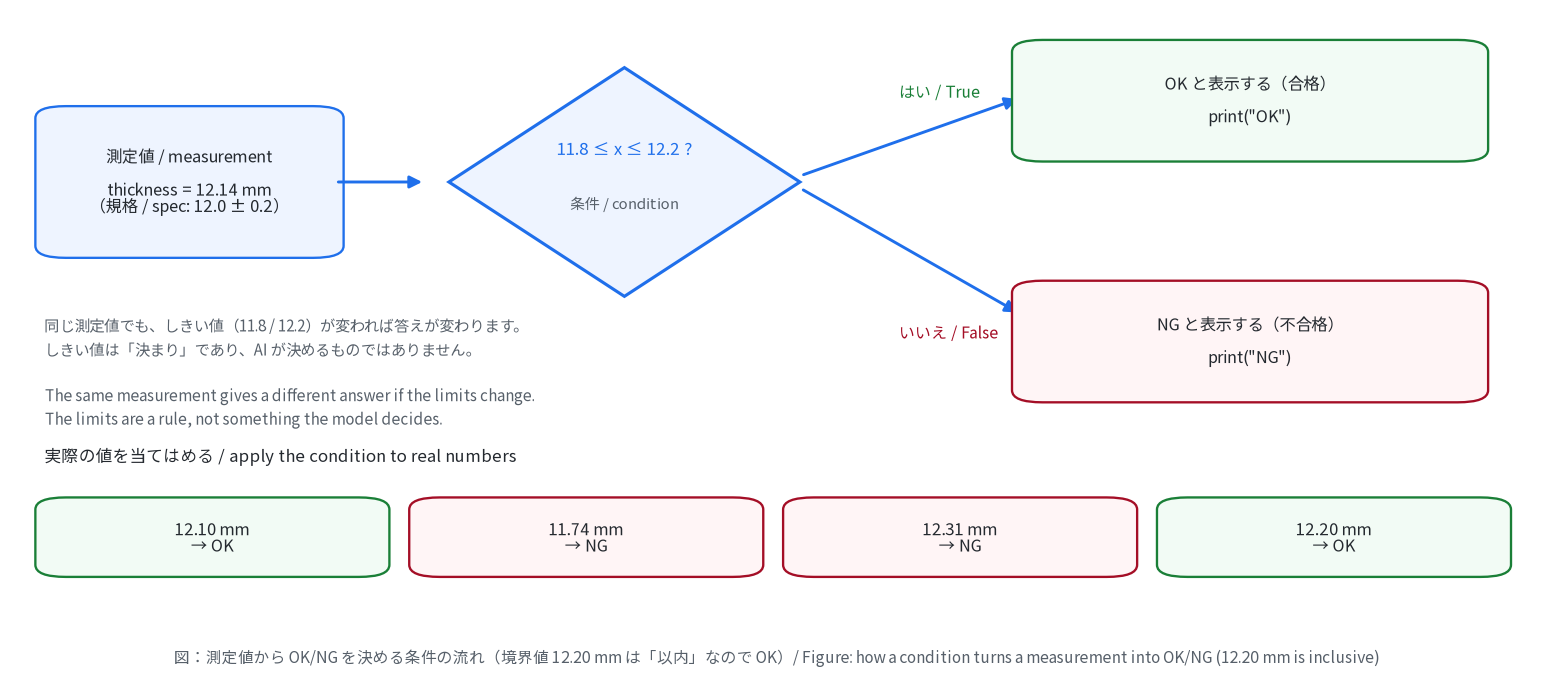 測定値 / measurement
thickness = 12.14 mm
（規格 / spec: 12.0 ± 0.2）
11.8 ≤ x ≤ 12.2 ?
条件 / condition
はい / True
OK と表示する（合格）
print("OK")
いいえ / False
NG と表示する（不合格）
print("NG")
同じ測定値でも、しきい値（11.8 / 12.2）が変われば答えが変わります。
しきい値は「決まり」であり、AI が決めるものではありません。
The same measurement gives a different answer if the limits change.
The limits are a rule, not something the model decides.
実際の値を当てはめる / apply the condition to real numbers
12.10 mm
→ OK
11.74 mm
→ NG
12.31 mm
→ NG
12.20 mm
→ OK
図：測定値から OK/NG を決める条件の流れ（境界値 12.20 mm は「以内」なので OK）/ Figure: how a condition turns a measurement into OK/NG (12.20 mm is inclusive)